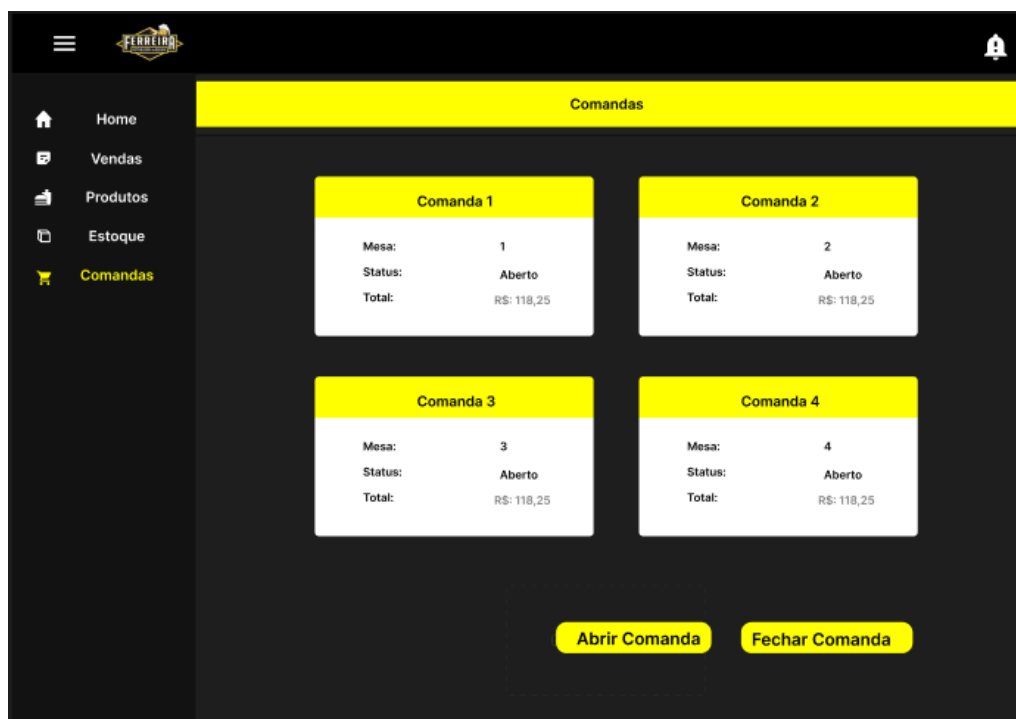 FERREIRA
Comandas
Home
Vendas
Produtos
Estoque
Comandas
Comanda 1
Mesa: 1
Status: Aberto
Total: R$: 118,25
Comanda 2
Mesa: 2
Status: Aberto
Total: R$: 118,25
Comanda 3
Mesa: 3
Status: Aberto
Total: R$: 118,25
Comanda 4
Mesa: 4
Status: Aberto
Total: R$: 118,25
Abrir Comanda
Fechar Comanda